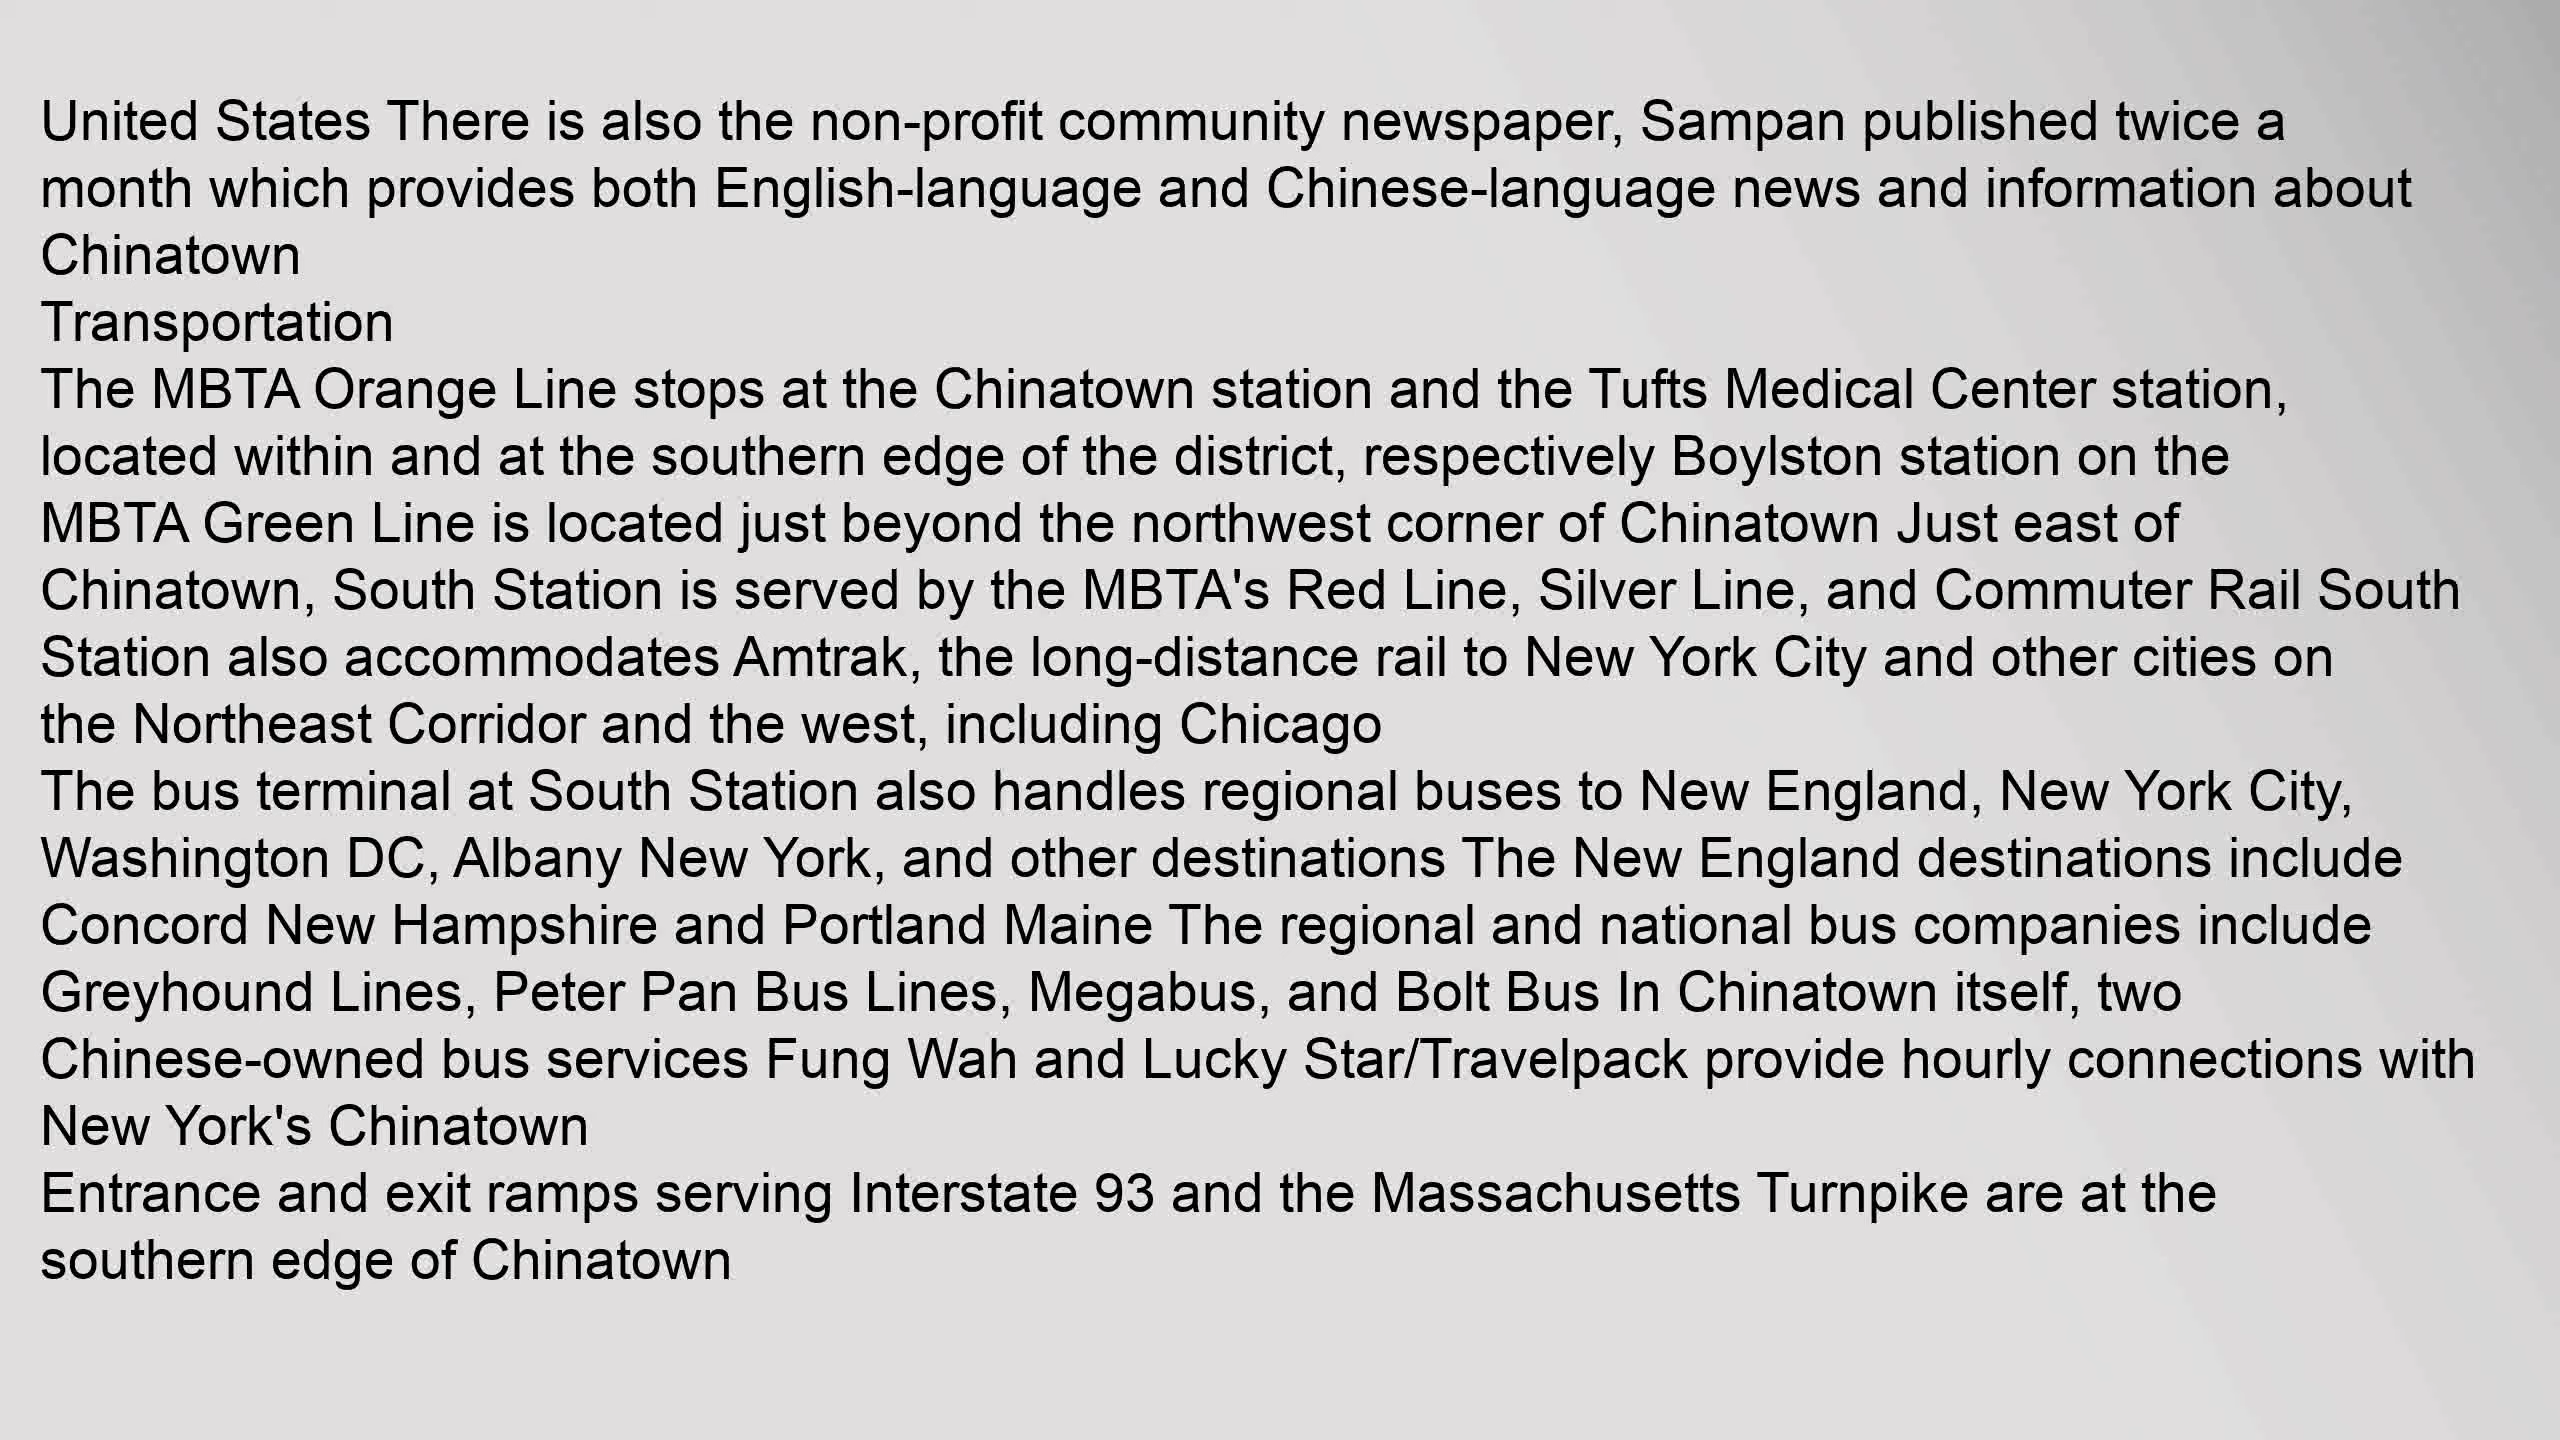 United States There is also the non-profit community newspaper, Sampan published twice a
month which provides both English-language and Chinese-language news and information about
Chinatown
Transportation
The MBTA Orange Line stops at the Chinatown station and the Tufts Medical Center station,
located within and at the southern edge of the district, respectively Boylston station on the
MBTA Green Line is located just beyond the northwest corner of Chinatown Just east of
Chinatown, South Station is served by the MBTA's Red Line, Silver Line, and Commuter Rail South
Station also accommodates Amtrak, the long-distance rail to New York City and other cities on
the Northeast Corridor and the west, including Chicago
The bus terminal at South Station also handles regional buses to New England, New York City,
Washington DC, Albany New York, and other destinations The New England destinations include
Concord New Hampshire and Portland Maine The regional and national bus companies include
Greyhound Lines, Peter Pan Bus Lines, Megabus, and Bolt Bus In Chinatown itself, two
Chinese-owned bus services Fung Wah and Lucky Star/Travelpack provide hourly connections with
New York's Chinatown
Entrance and exit ramps serving Interstate 93 and the Massachusetts Turnpike are at the
southern edge of Chinatown